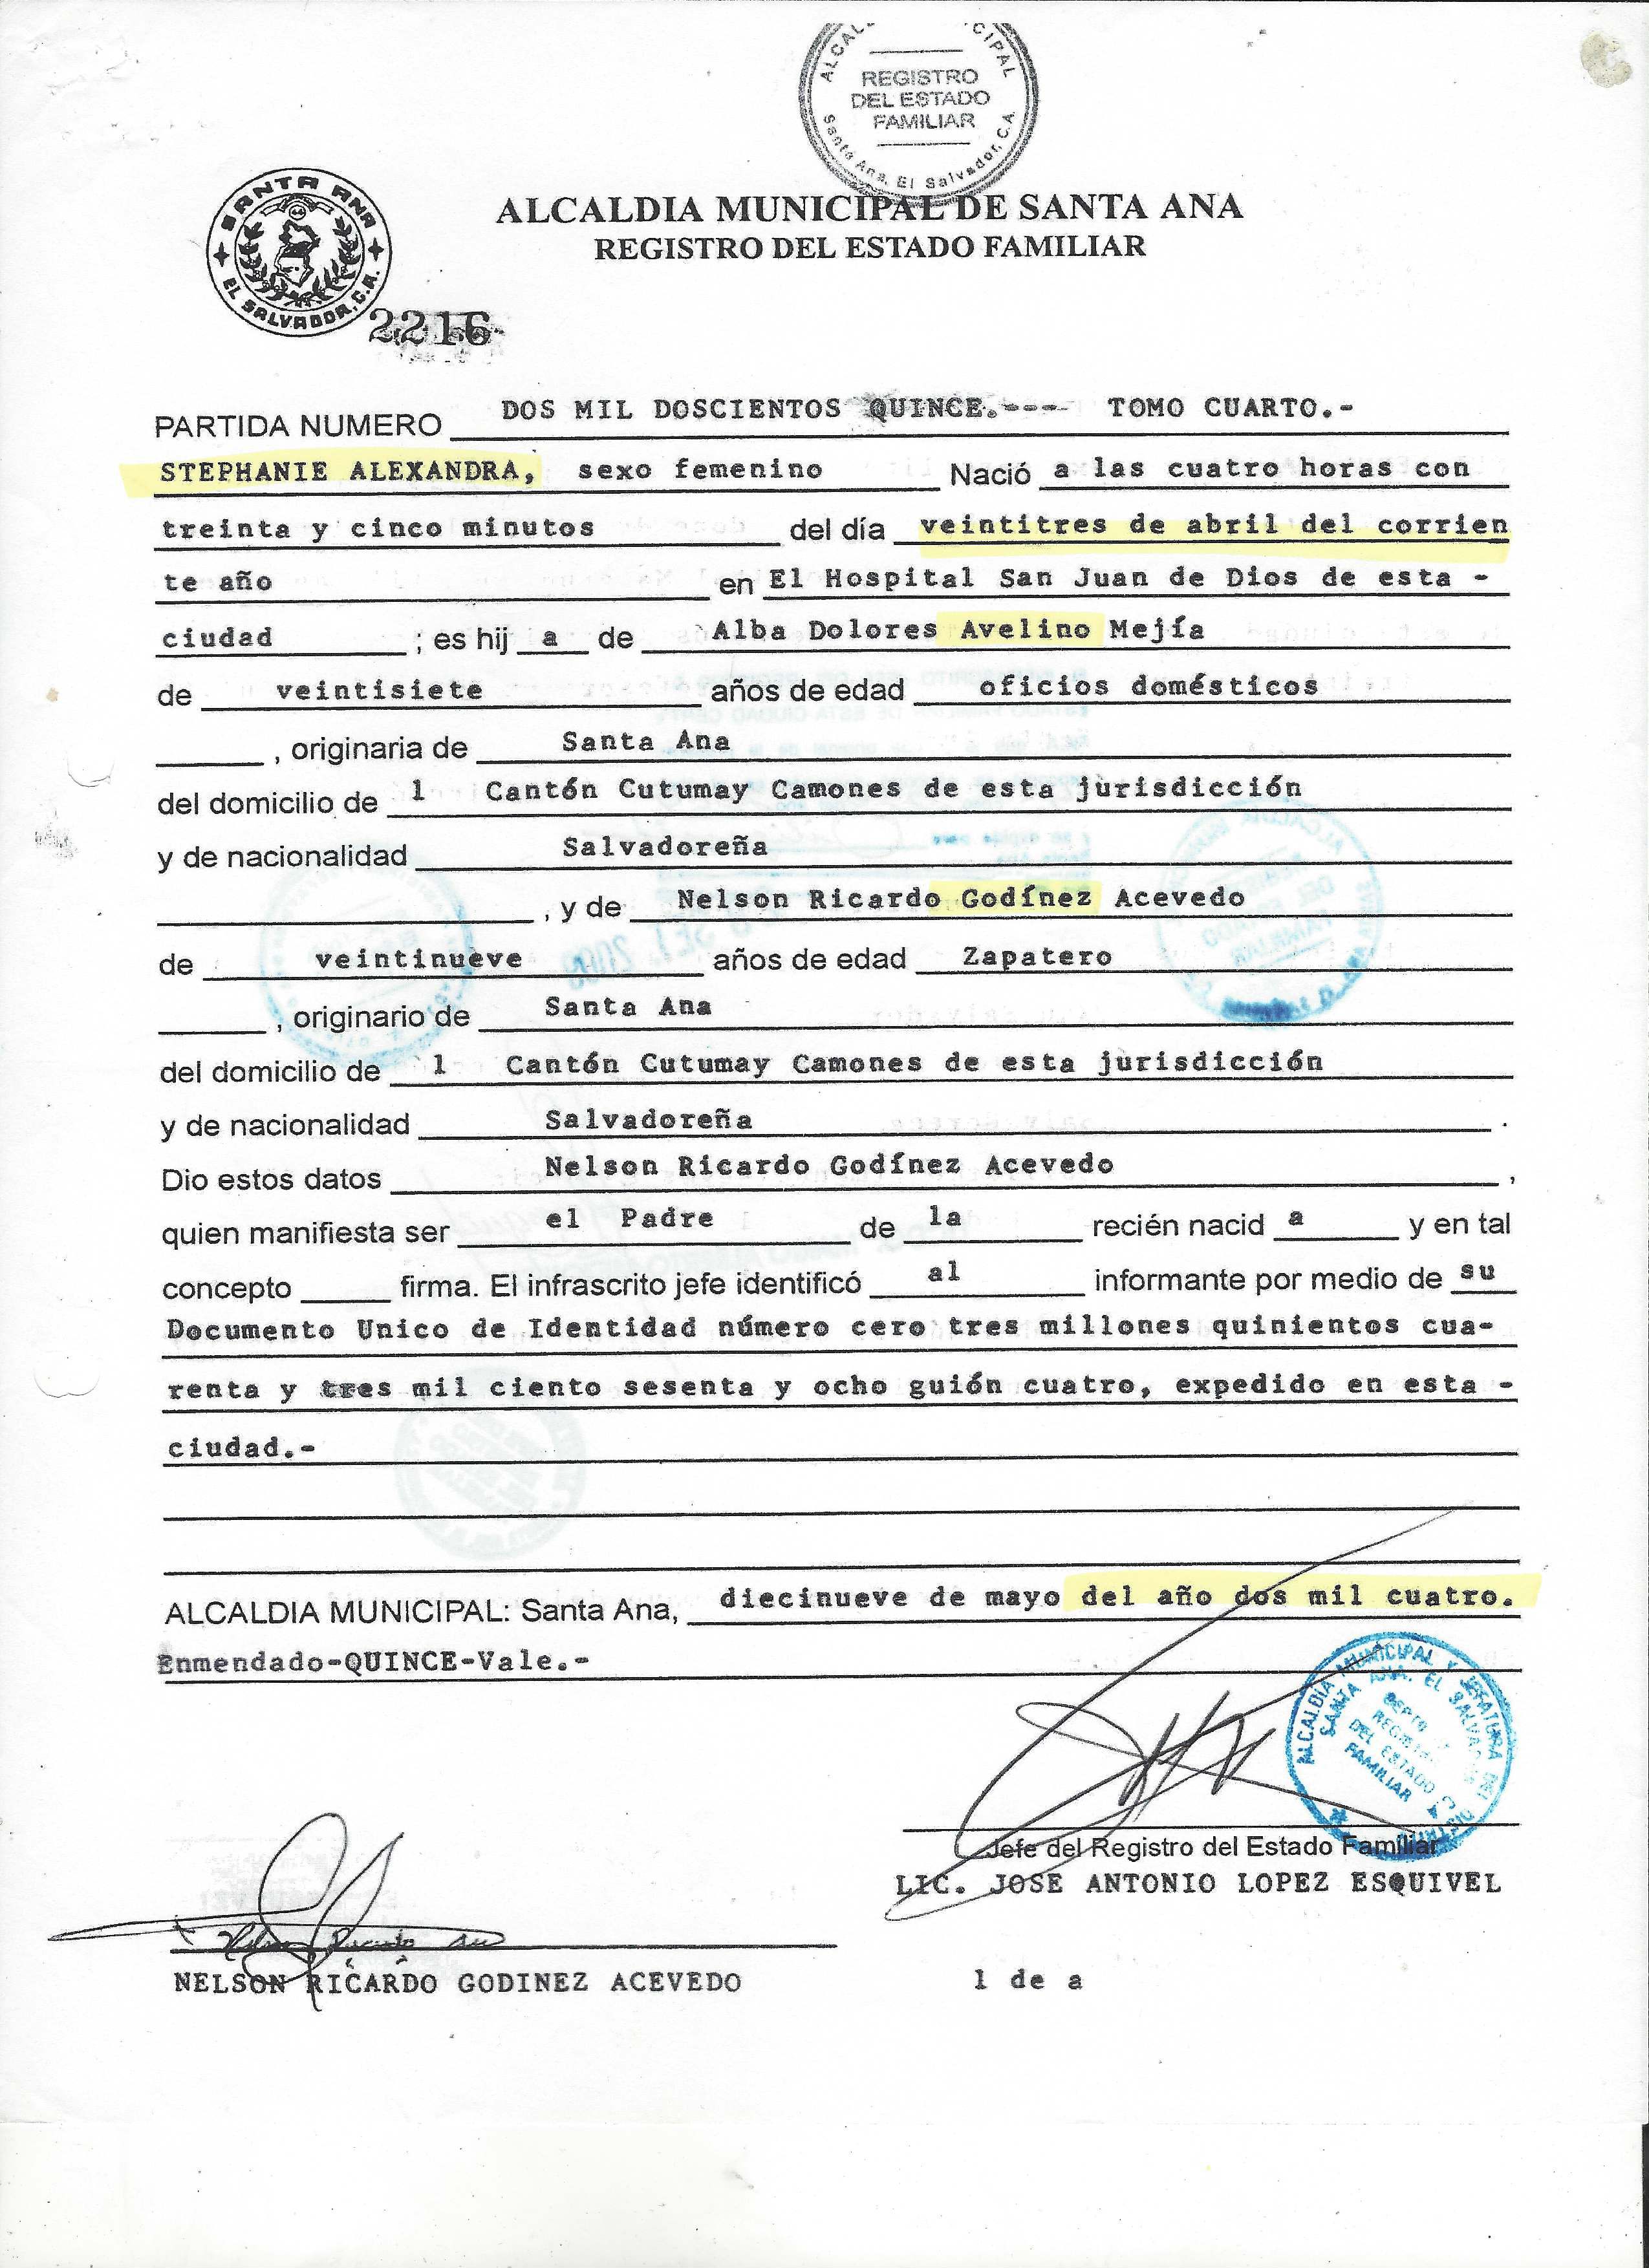 ALCALDIA MUNICIPAL
REGISTRO
DEL ESTADO
FAMILIAR
Santa Ana, El Salvador, C.A.
SANTA ANA
EL SALVADOR, C.A.
ALCALDIA MUNICIPAL DE SANTA ANA
REGISTRO DEL ESTADO FAMILIAR
2216
PARTIDA NUMERO DOS MIL DOSCIENTOS QUINCE.---- TOMO CUARTO.-
STEPHANIE ALEXANDRA, sexo femenino Nació a las cuatro horas con
treinta y cinco minutos del día veintitres de abril del corrien
te año en El Hospital San Juan de Dios de esta -
ciudad ; es hij a de Alba Dolores Avelino Mejía
de veintisiete años de edad oficios domésticos
, originaria de Santa Ana
del domicilio de l Cantón Cutumay Camones de esta jurisdicción
y de nacionalidad Salvadoreña
, y de Nelson Ricardo Godínez Acevedo
de veintinueve años de edad Zapatero
, originario de Santa Ana
del domicilio de l Cantón Cutumay Camones de esta jurisdicción
y de nacionalidad Salvadoreña .
Dio estos datos Nelson Ricardo Godínez Acevedo ,
quien manifiesta ser el Padre de la recién nacid a y en tal
concepto firma. El infrascrito jefe identificó al informante por medio de su
Documento Unico de Identidad número cero tres millones quinientos cua-
renta y tres mil ciento sesenta y ocho guión cuatro, expedido en esta -
ciudad.-
ALCALDIA MUNICIPAL: Santa Ana, diecinueve de mayo del año dos mil cuatro.
Enmendado-QUINCE-Vale.-
ALCALDIA MUNICIPAL Y JEFATURA DEL DISTRITO
SANTA ANA. EL SALVADOR
DEPTO.
REGISTRO
DEL ESTADO
FAMILIAR
Jefe del Registro del Estado Familiar
LIC. JOSE ANTONIO LOPEZ ESQUIVEL
NELSON RICARDO GODINEZ ACEVEDO
l de a